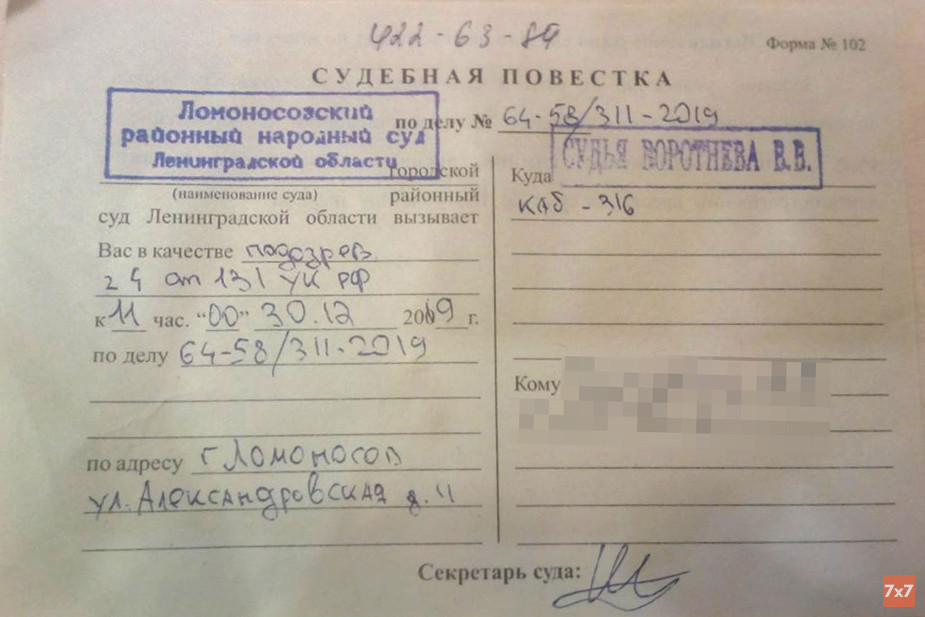 422-63-84
Форма № 102
СУДЕБНАЯ ПОВЕСТКА
Ломоносовский
районный народный суд
Ленинградской области
по делу № 64-58/311-2019
городской
(наименование суда) районный
суд Ленинградской области вызывает
Вас в качестве подозрев.
ч 4 ст 131 УК РФ
к 11 час. "00" 30.12 2019 г.
по делу 64-58/311-2019
по адресу г Ломоносов
ул. Александровская д. 11
Куда
СУДЬЯ ВОРОТНЕВА В.В.
КАБ - 316
Кому
Секретарь суда:
7x7